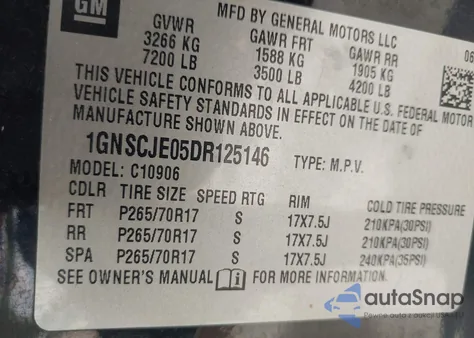 GM
MFD BY GENERAL MOTORS LLC
GVWR GAWR FRT GAWR RR
3266 KG 1588 KG 1905 KG
7200 LB 3500 LB 4200 LB
THIS VEHICLE CONFORMS TO ALL APPLICABLE U.S. FEDERAL MOTOR
VEHICLE SAFETY STANDARDS IN EFFECT ON THE DATE OF
MANUFACTURE SHOWN ABOVE.
1GNSCJE05DR125146 TYPE: M.P.V.
MODEL: C10906
CDLR TIRE SIZE SPEED RTG RIM COLD TIRE PRESSURE
FRT P265/70R17 S 17X7.5J 210KPA(30PSI)
RR P265/70R17 S 17X7.5J 210KPA(30PSI)
SPA P265/70R17 S 17X7.5J 240KPA(35PSI)
SEE OWNER'S MANUAL i FOR MORE INFORMATION.
autoSnap